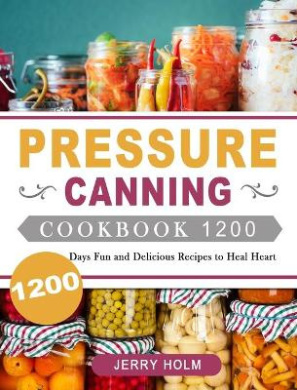 PRESSURE
CANNING
COOKBOOK 1200
Days Fun and Delicious Recipes to Heal Heart
1200
JERRY HOLM